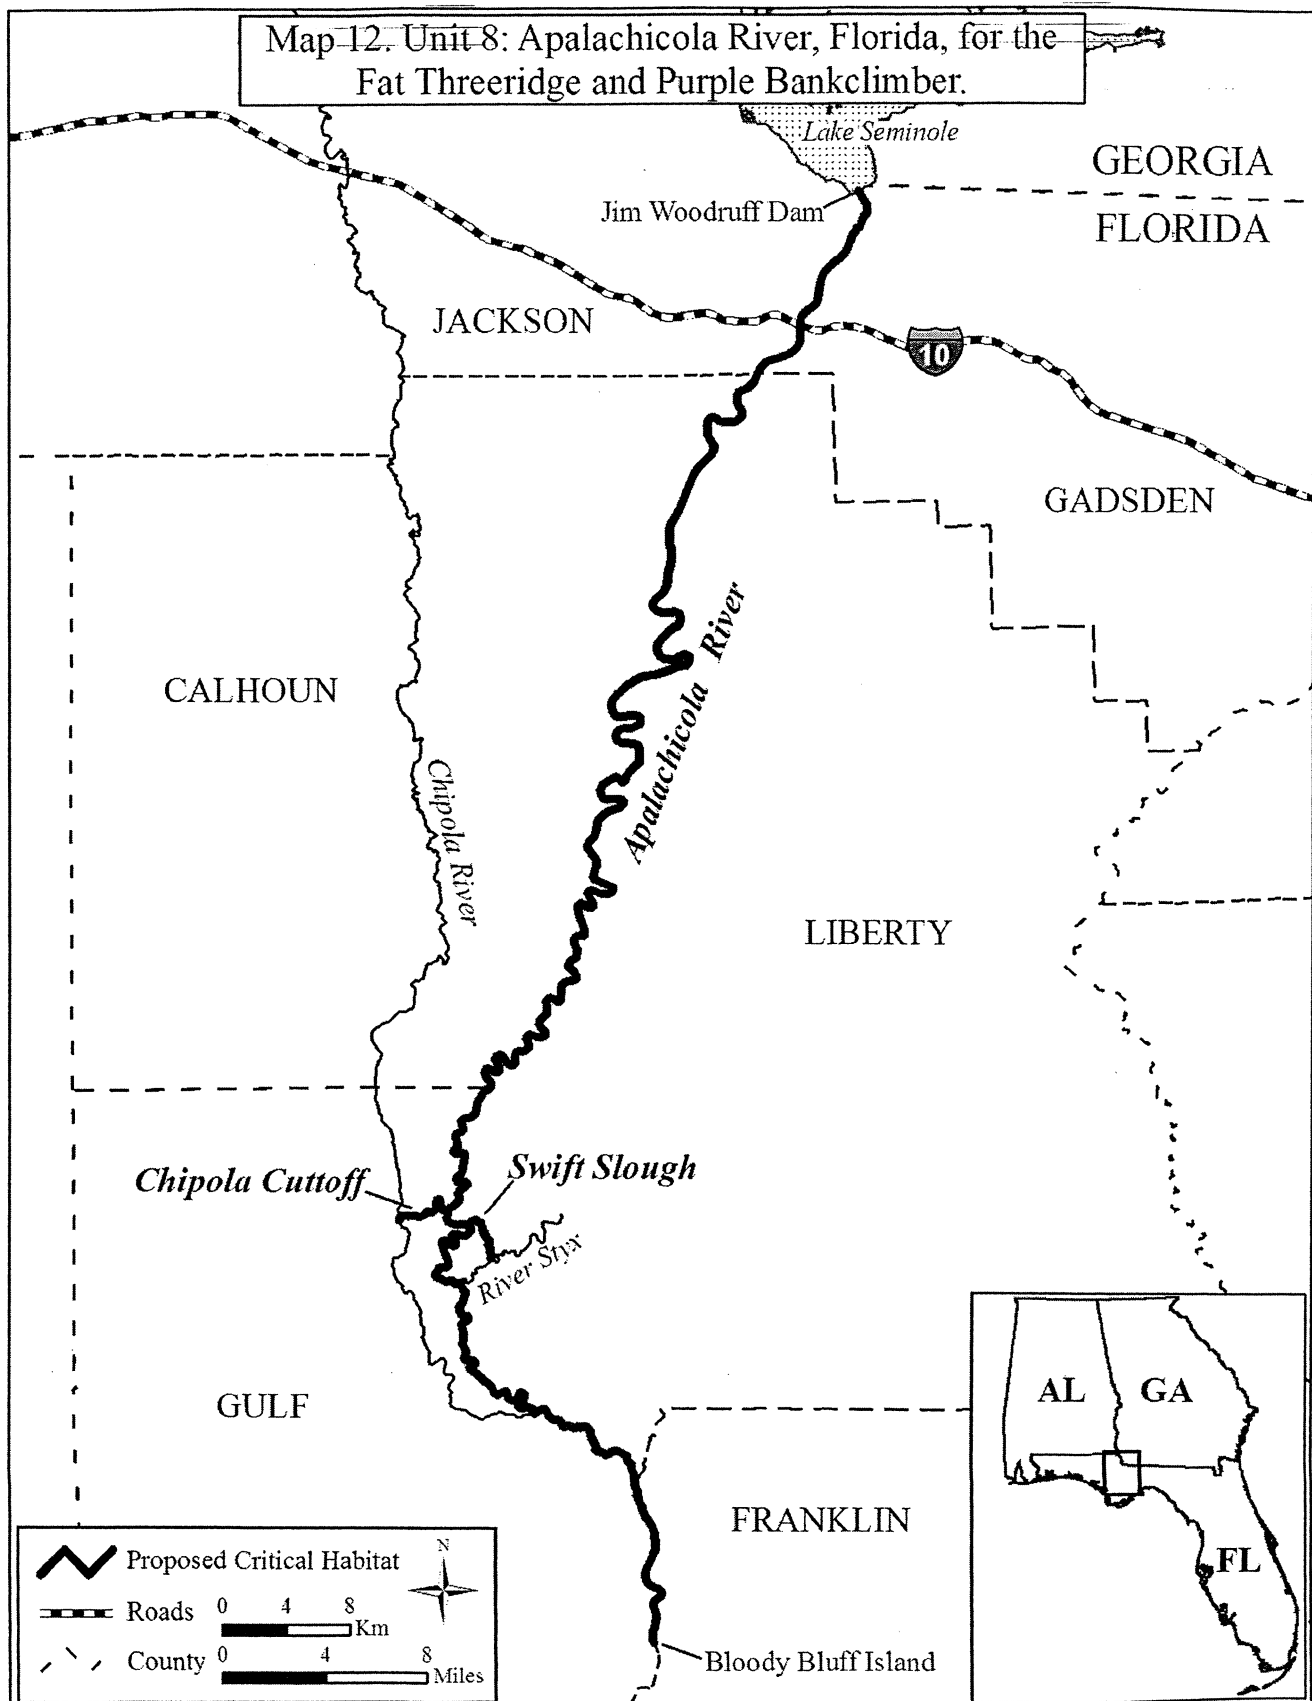 Map 12. Unit 8: Apalachicola River, Florida, for the
Fat Threeridge and Purple Bankclimber.
Lake Seminole
GEORGIA
Jim Woodruff Dam
FLORIDA
JACKSON
10
GADSDEN
Apalachicola River
CALHOUN
Chipola River
LIBERTY
Chipola Cuttoff
Swift Slough
River Styx
GULF
AL
GA
FRANKLIN
FL
Proposed Critical Habitat
N
Roads
0 4 8
Km
County
0 4 8
Miles
Bloody Bluff Island